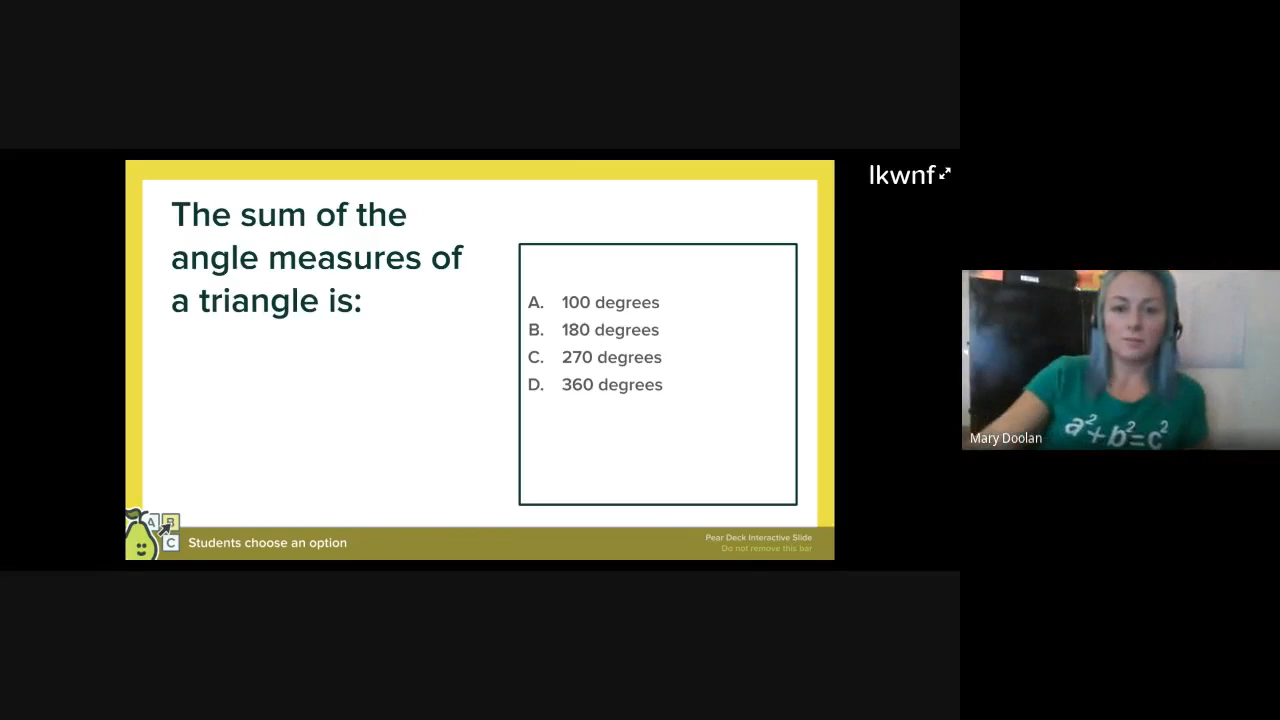 lkwnf
The sum of the
angle measures of
a triangle is:
A. 100 degrees
B. 180 degrees
C. 270 degrees
D. 360 degrees
a²+b²=c²
Mary Doolan
A B
C
Students choose an option
Pear Deck Interactive Slide
Do not remove this bar